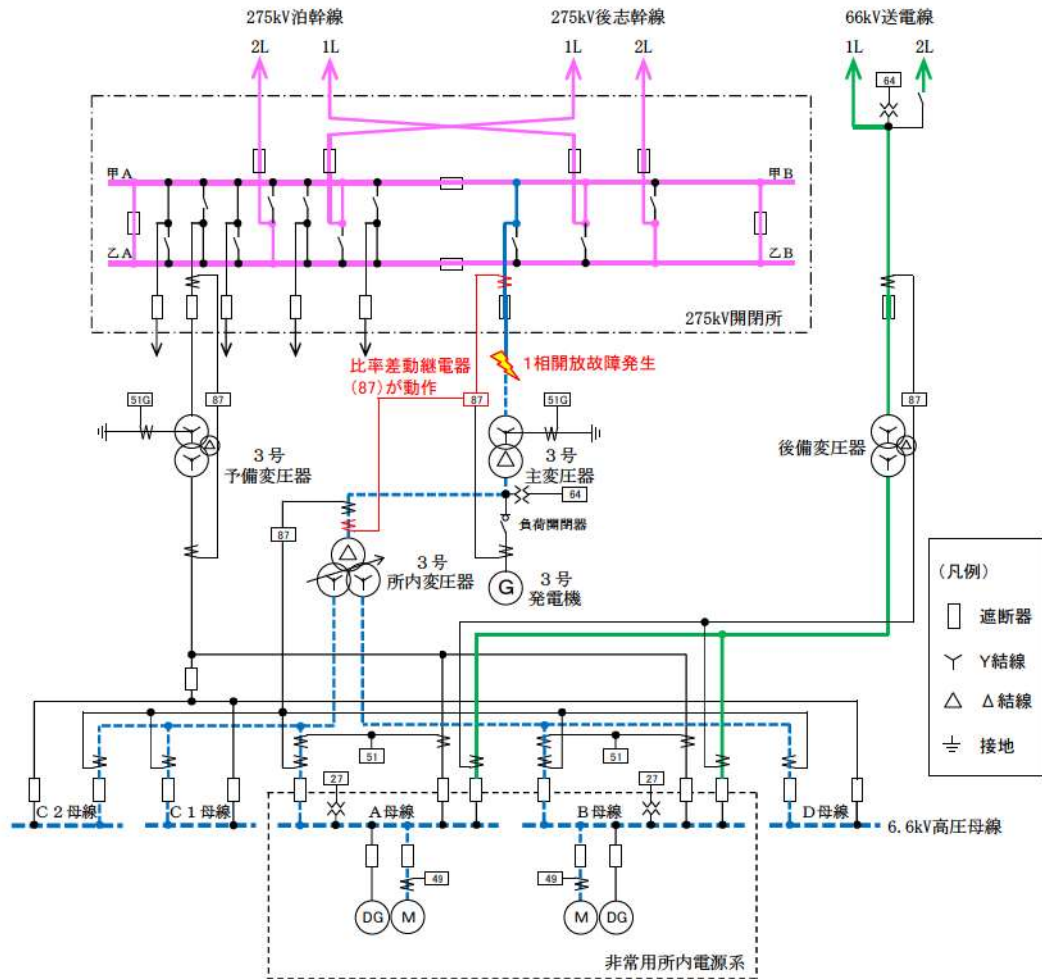 275kV泊幹線
275kV後志幹線
66kV送電線
2L
1L
1L
2L
1L
2L
64
甲A
甲B
乙A
乙B
275kV開閉所
比率差動継電器
(87)が動作
1相開放故障発生
51G
87
87
51G
87
3号
予備変圧器
3号
主変圧器
後備変圧器
64
87
負荷開閉器
3号
所内変圧器
G
3号
発電機
(凡例)
遮断器
Y結線
Δ結線
接地
51
51
27
27
C2母線
C1母線
A母線
B母線
D母線
6.6kV高圧母線
49
49
DG
M
M
DG
非常用所内電源系